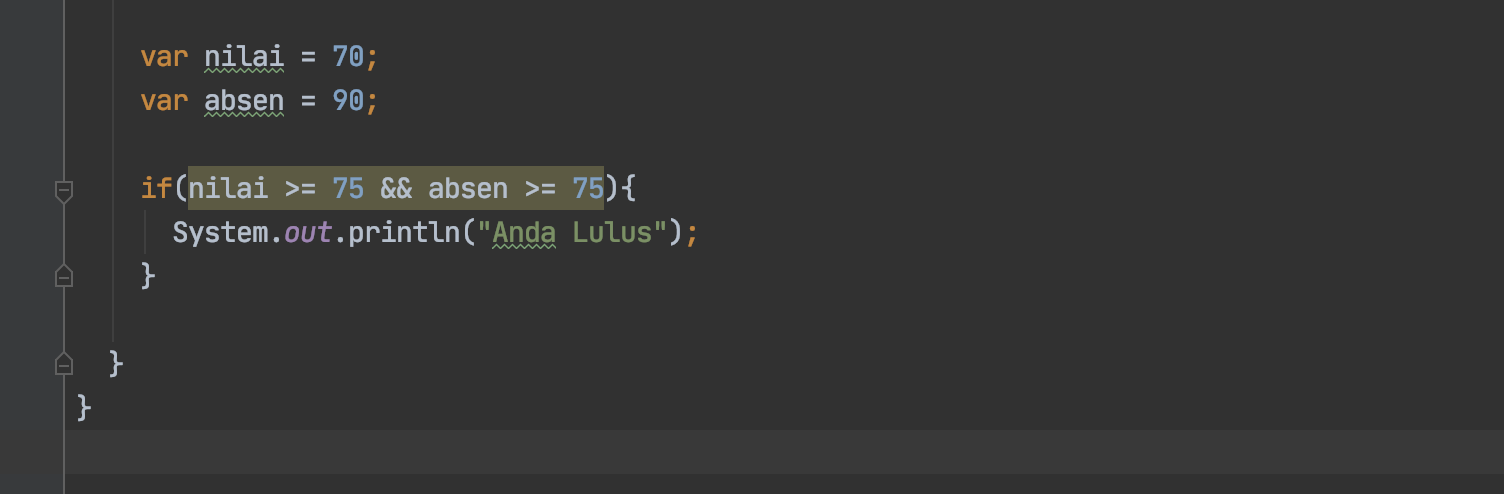 var nilai = 70;
var absen = 90;
if(nilai >= 75 && absen >= 75){
System.out.println("Anda Lulus");
}
}
}